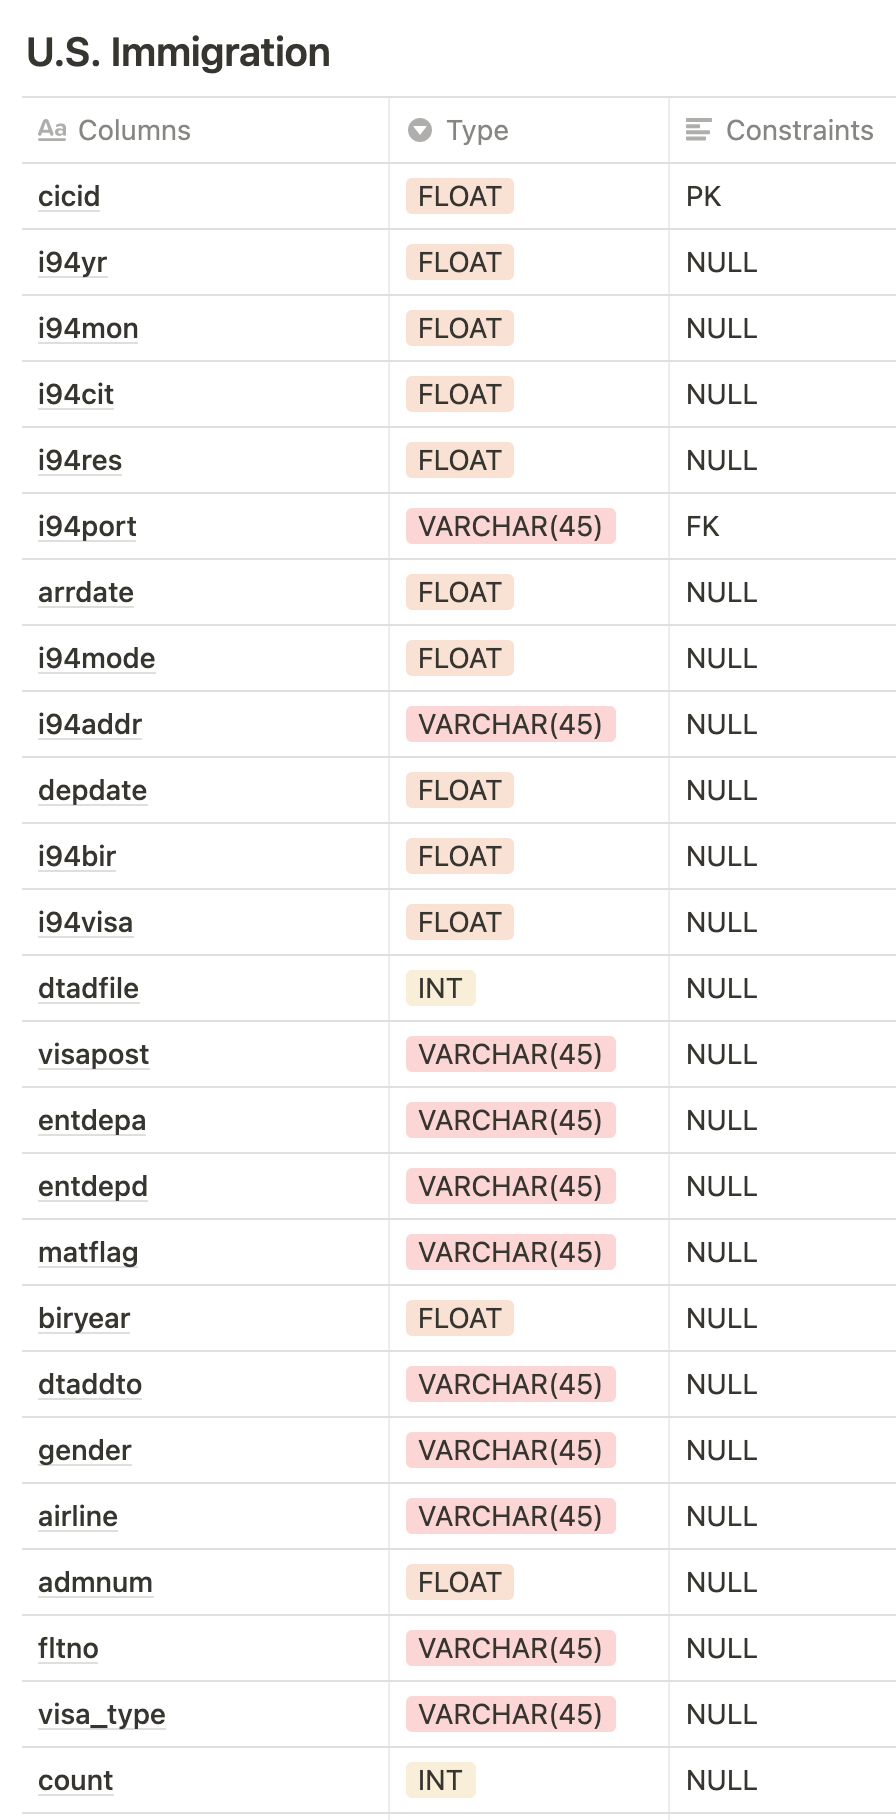 U.S. Immigration
Aa Columns Type Constraints
cicid FLOAT PK
i94yr FLOAT NULL
i94mon FLOAT NULL
i94cit FLOAT NULL
i94res FLOAT NULL
i94port VARCHAR(45) FK
arrdate FLOAT NULL
i94mode FLOAT NULL
i94addr VARCHAR(45) NULL
depdate FLOAT NULL
i94bir FLOAT NULL
i94visa FLOAT NULL
dtadfile INT NULL
visapost VARCHAR(45) NULL
entdepa VARCHAR(45) NULL
entdepd VARCHAR(45) NULL
matflag VARCHAR(45) NULL
biryear FLOAT NULL
dtaddto VARCHAR(45) NULL
gender VARCHAR(45) NULL
airline VARCHAR(45) NULL
admnum FLOAT NULL
fltno VARCHAR(45) NULL
visa_type VARCHAR(45) NULL
count INT NULL